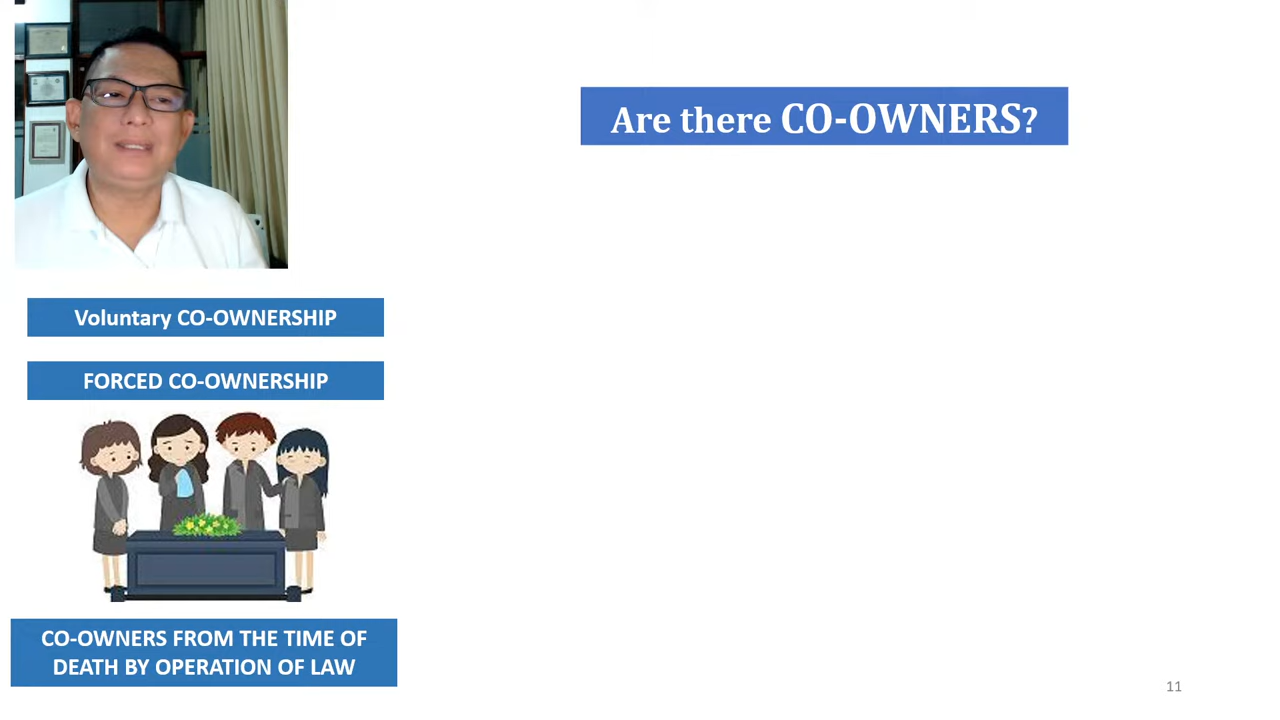 Are there CO-OWNERS?
Voluntary CO-OWNERSHIP
FORCED CO-OWNERSHIP
CO-OWNERS FROM THE TIME OF
DEATH BY OPERATION OF LAW
11